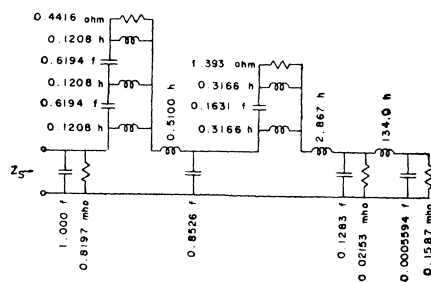 0.4416 ohm
0.1208 h
0.6194 f
0.1208 h
0.6194 f
0.1208 h
0.5100 h
1.393 ohm
0.3166 h
0.1631 f
0.3166 h
2.867 h
134.0 h
Z5→
1.000 f
0.8197 mho
0.8526 f
0.1283 f
0.02153 mho
0.0005594 f
0.1587 mho